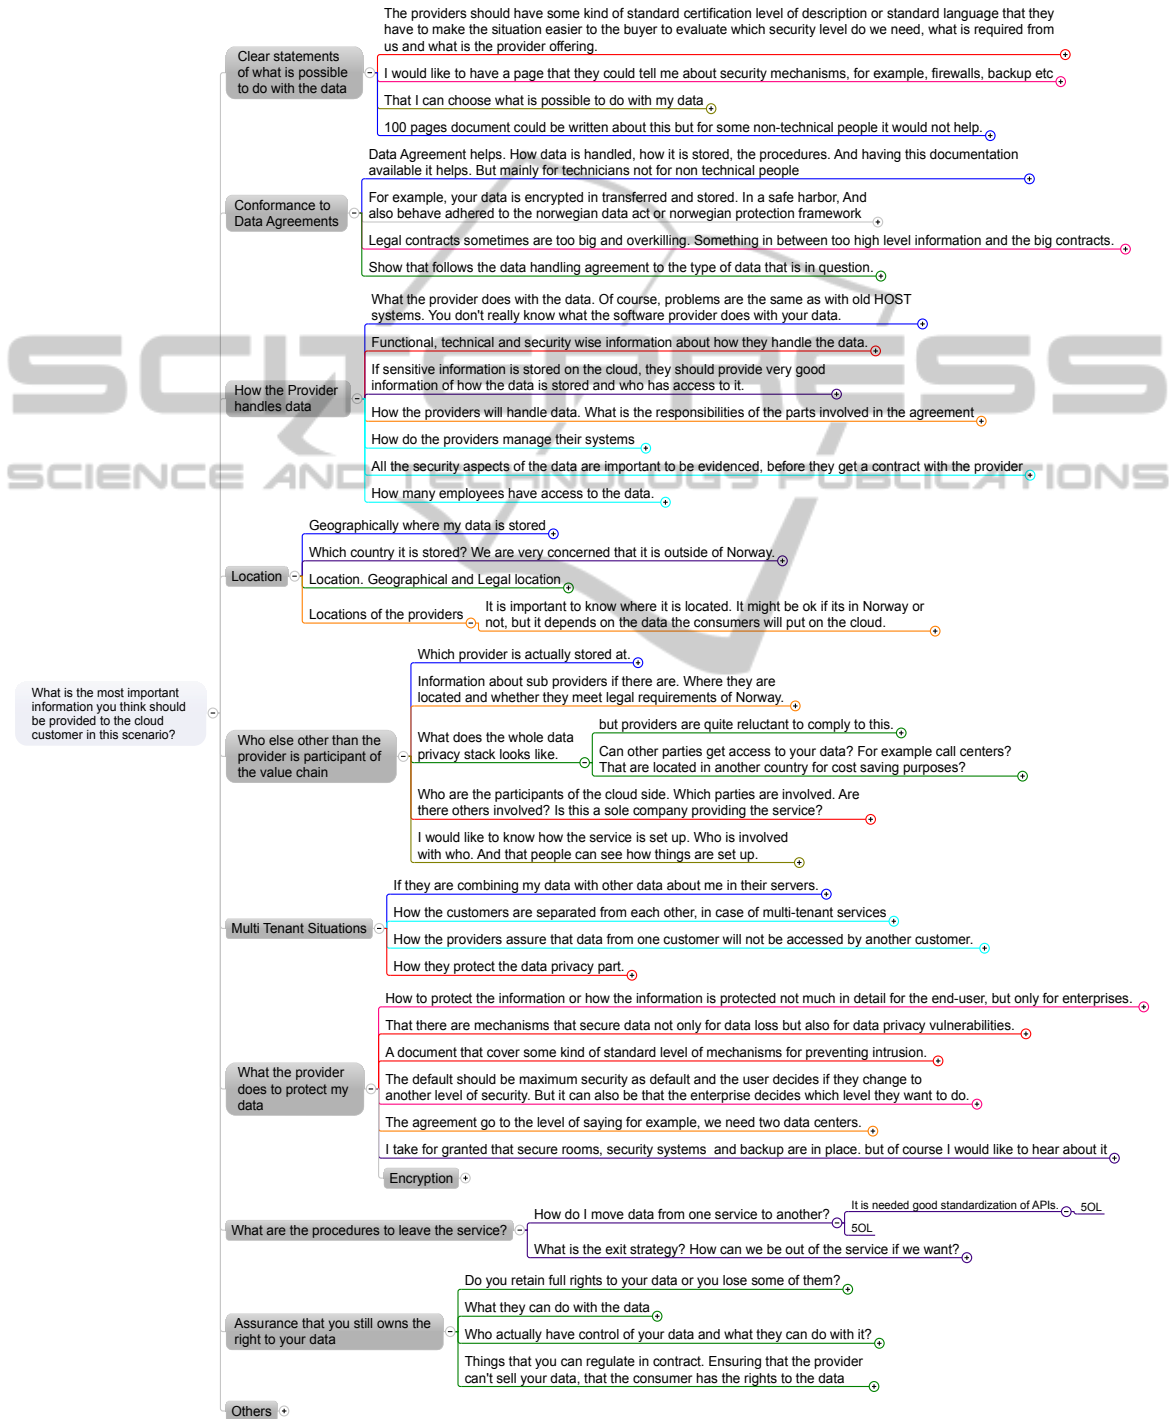 The providers should have some kind of standard certification level of description or standard language that they
have to make the situation easier to the buyer to evaluate which security level do we need, what is required from
us and what is the provider offering.
Clear statements
of what is possible
to do with the data
I would like to have a page that they could tell me about security mechanisms, for example, firewalls, backup etc
That I can choose what is possible to do with my data
100 pages document could be written about this but for some non-technical people it would not help.
Data Agreement helps. How data is handled, how it is stored, the procedures. And having this documentation
available it helps. But mainly for technicians not for non technical people
Conformance to
Data Agreements
For example, your data is encrypted in transferred and stored. In a safe harbor, And
also behave adhered to the norwegian data act or norwegian protection framework
Legal contracts sometimes are too big and overkilling. Something in between too high level information and the big contracts.
Show that follows the data handling agreement to the type of data that is in question.
What the provider does with the data. Of course, problems are the same as with old HOST
systems. You don't really know what the software provider does with your data.
SCITEPRESS
Functional, technical and security wise information about how they handle the data.
How the Provider
handles data
If sensitive information is stored on the cloud, they should provide very good
information of how the data is stored and who has access to it.
How the providers will handle data. What is the responsibilities of the parts involved in the agreement
How do the providers manage their systems
SCIENCE AND TECHNOLOGY PUBLICATIONS
All the security aspects of the data are important to be evidenced, before they get a contract with the provider
How many employees have access to the data.
Geographically where my data is stored
Which country it is stored? We are very concerned that it is outside of Norway.
Location
Location. Geographical and Legal location
Locations of the providers
It is important to know where it is located. It might be ok if its in Norway or
not, but it depends on the data the consumers will put on the cloud.
What is the most important
information you think should
be provided to the cloud
customer in this scenario?
Which provider is actually stored at.
Information about sub providers if there are. Where they are
located and whether they meet legal requirements of Norway.
Who else other than the
provider is participant of
the value chain
What does the whole data
privacy stack looks like.
but providers are quite reluctant to comply to this.
Can other parties get access to your data? For example call centers?
That are located in another country for cost saving purposes?
Who are the participants of the cloud side. Which parties are involved. Are
there others involved? Is this a sole company providing the service?
I would like to know how the service is set up. Who is involved
with who. And that people can see how things are set up.
If they are combining my data with other data about me in their servers.
How the customers are separated from each other, in case of multi-tenant services
Multi Tenant Situations
How the providers assure that data from one customer will not be accessed by another customer.
How they protect the data privacy part.
How to protect the information or how the information is protected not much in detail for the end-user, but only for enterprises.
That there are mechanisms that secure data not only for data loss but also for data privacy vulnerabilities.
A document that cover some kind of standard level of mechanisms for preventing intrusion.
What the provider
does to protect my
data
The default should be maximum security as default and the user decides if they change to
another level of security. But it can also be that the enterprise decides which level they want to do.
The agreement go to the level of saying for example, we need two data centers.
I take for granted that secure rooms, security systems  and backup are in place. but of course I would like to hear about it
Encryption
What are the procedures to leave the service?
How do I move data from one service to another?
It is needed good standardization of APIs.
5OL
5OL
What is the exit strategy? How can we be out of the service if we want?
Do you retain full rights to your data or you lose some of them?
What they can do with the data
Assurance that you still owns the
right to your data
Who actually have control of your data and what they can do with it?
Things that you can regulate in contract. Ensuring that the provider
can't sell your data, that the consumer has the rights to the data
Others